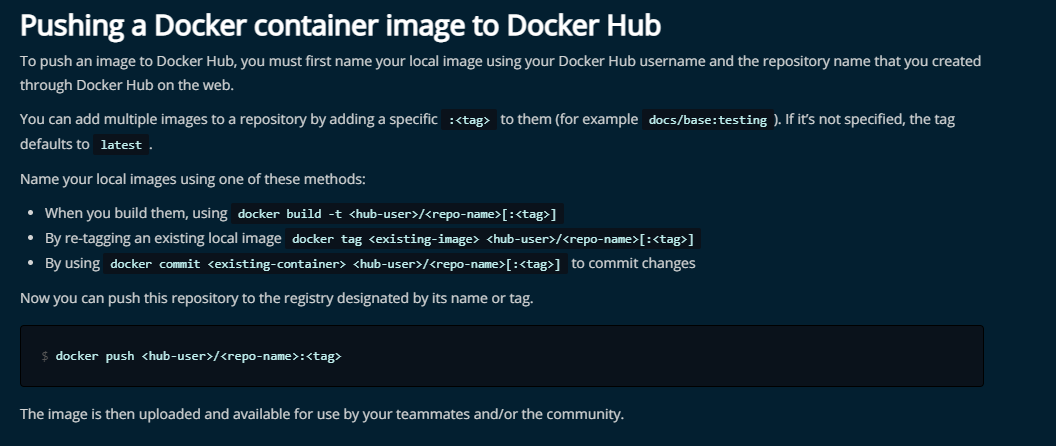 Pushing a Docker container image to Docker Hub
To push an image to Docker Hub, you must first name your local image using your Docker Hub username and the repository name that you created
through Docker Hub on the web.
You can add multiple images to a repository by adding a specific :<tag> to them (for example docs/base:testing ). If it’s not specified, the tag
defaults to latest .
Name your local images using one of these methods:
• When you build them, using docker build -t <hub-user>/<repo-name>[:<tag>]
• By re-tagging an existing local image docker tag <existing-image> <hub-user>/<repo-name>[:<tag>]
• By using docker commit <existing-container> <hub-user>/<repo-name>[:<tag>] to commit changes
Now you can push this repository to the registry designated by its name or tag.
$ docker push <hub-user>/<repo-name>:<tag>
The image is then uploaded and available for use by your teammates and/or the community.